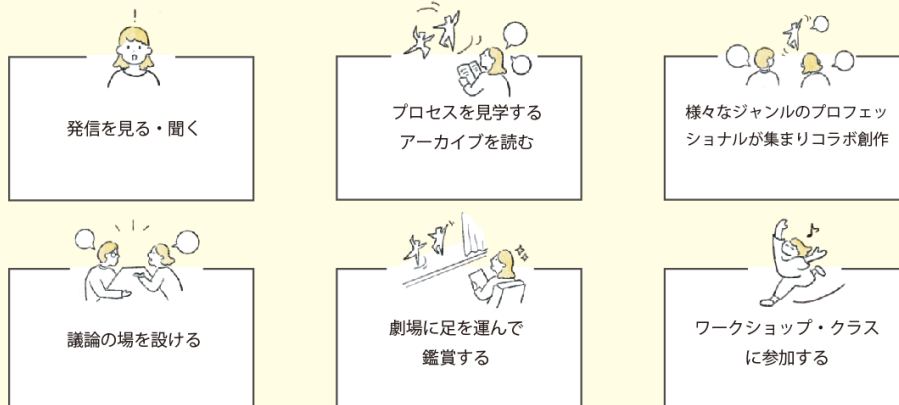 発信を見る・聞く
プロセスを見学する
アーカイブを読む
様々なジャンルのプロフェッ
ショナルが集まりコラボ創作
議論の場を設ける
劇場に足を運んで
鑑賞する
ワークショップ・クラス
に参加する